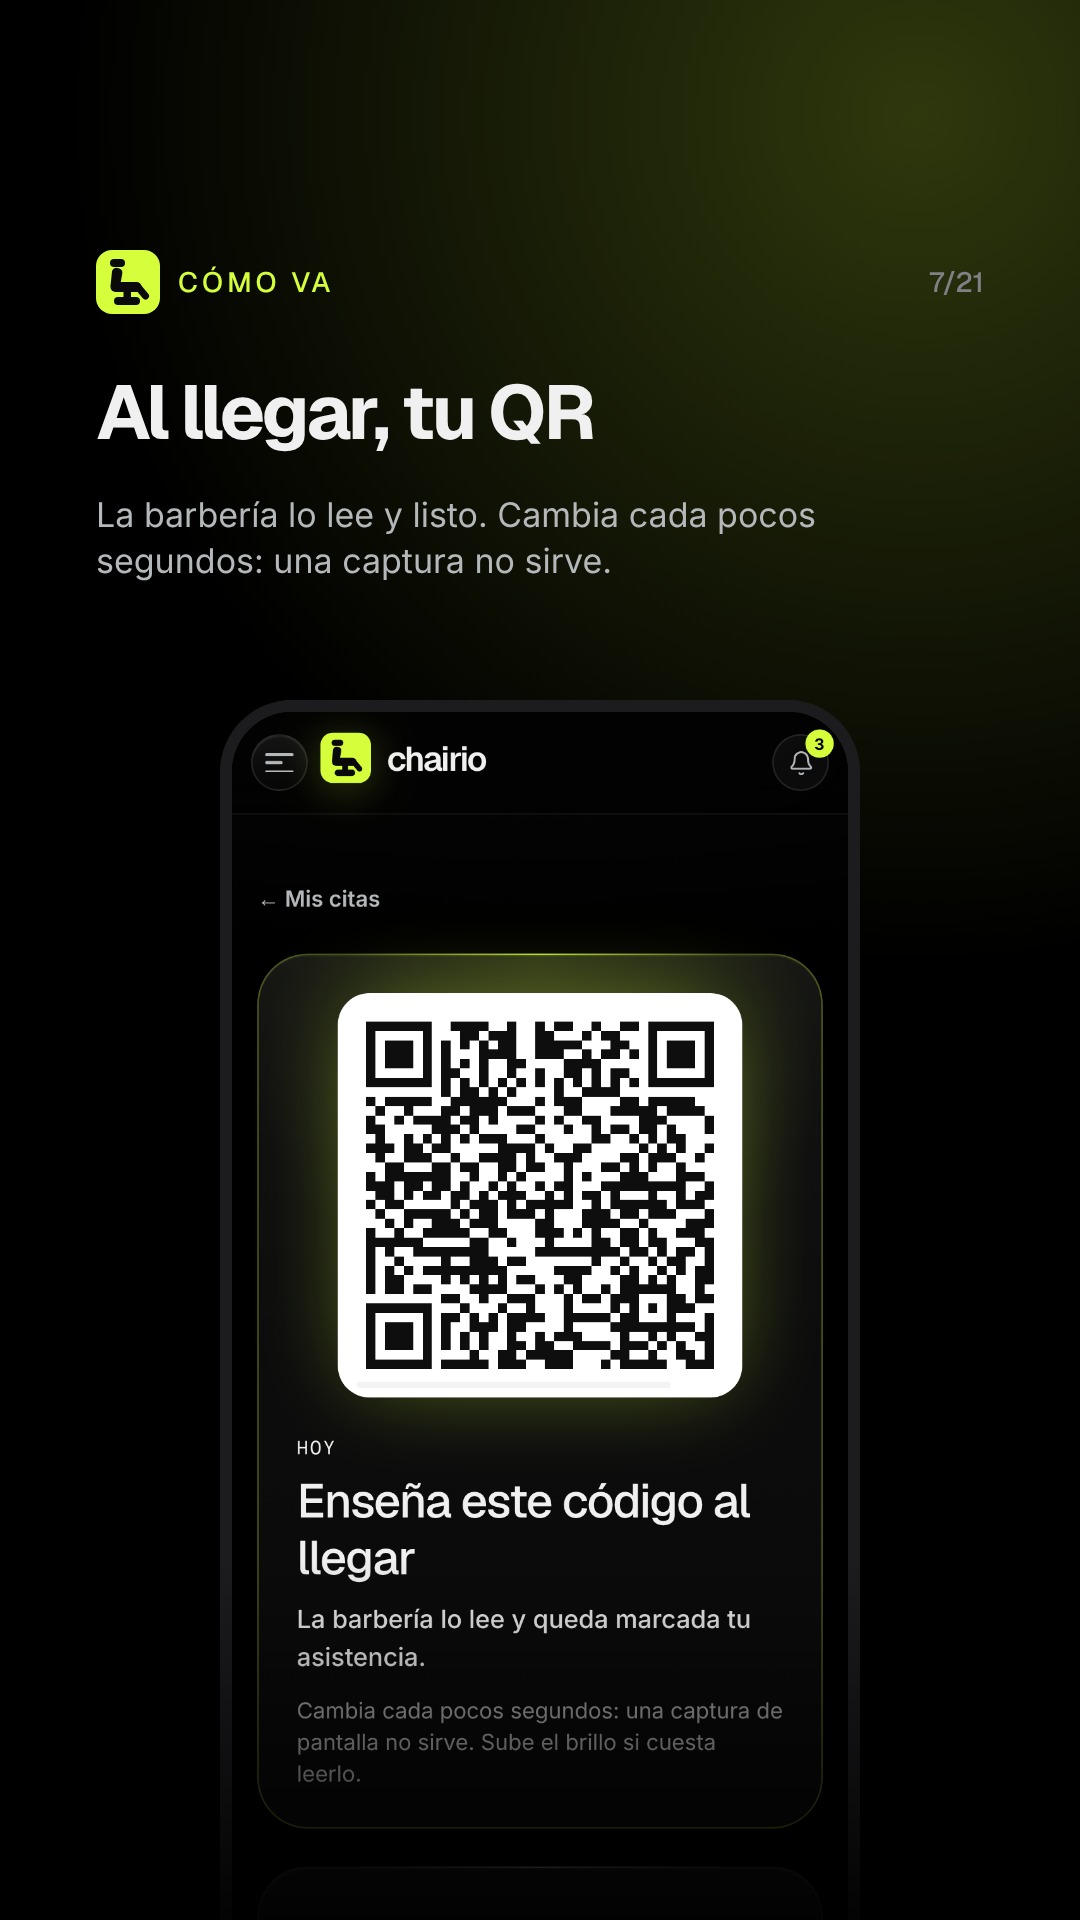 CÓMO VA
7/21
Al llegar, tu QR
La barbería lo lee y listo. Cambia cada pocos
segundos: una captura no sirve.
chairio
3
← Mis citas
HOY
Enseña este código al
llegar
La barbería lo lee y queda marcada tu
asistencia.
Cambia cada pocos segundos: una captura de
pantalla no sirve. Sube el brillo si cuesta
leerlo.